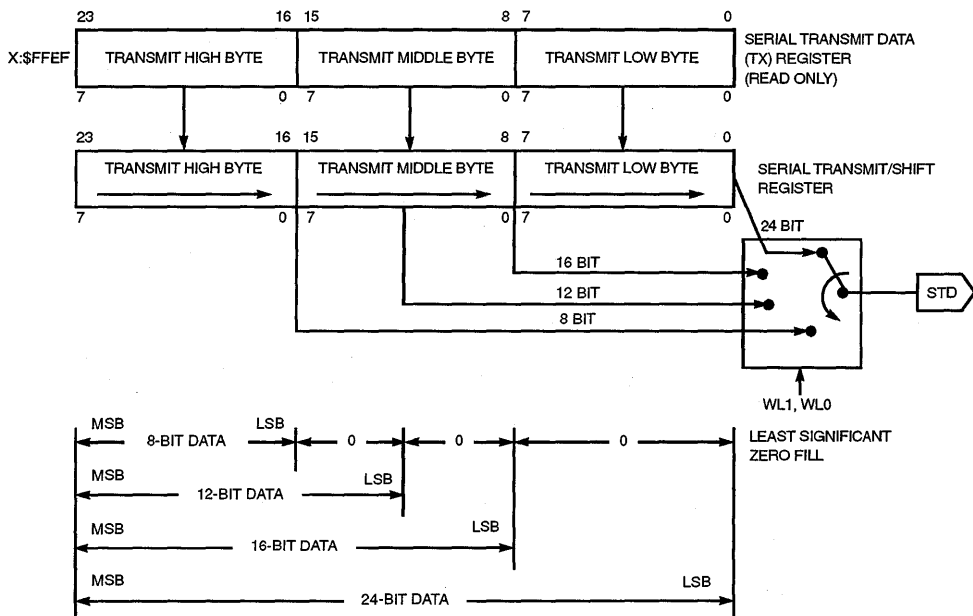 23 16 15 8 7 0
X:$FFEF TRANSMIT HIGH BYTE TRANSMIT MIDDLE BYTE TRANSMIT LOW BYTE
SERIAL TRANSMIT DATA
(TX) REGISTER
(READ ONLY)
7 0 7 0 7 0
23 16 15 8 7 0
TRANSMIT HIGH BYTE TRANSMIT MIDDLE BYTE TRANSMIT LOW BYTE
SERIAL TRANSMIT/SHIFT
REGISTER
7 0 7 0 7 0
24 BIT
16 BIT
12 BIT
8 BIT
STD
WL1, WL0
MSB LSB
8-BIT DATA 0 0 0
LEAST SIGNIFICANT
ZERO FILL
MSB LSB
12-BIT DATA
MSB LSB
16-BIT DATA
MSB LSB
24-BIT DATA